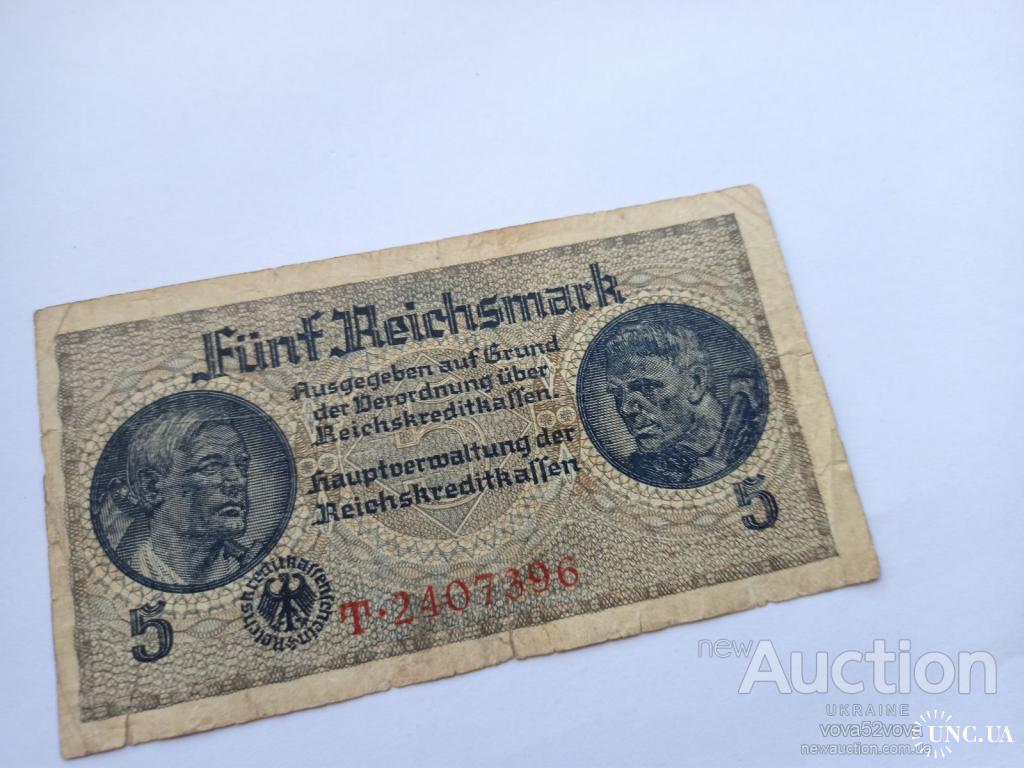 Fünf Reichsmark
Ausgegeben auf Grund
der Verordnung über
Reichskreditkassen.
Hauptverwaltung der
Reichskreditkassen
5
5
T·2407396
Reichskreditkassenscheins
new Auction
UKRAINE
vova52vova
newauction.com.ua
UNC.UA